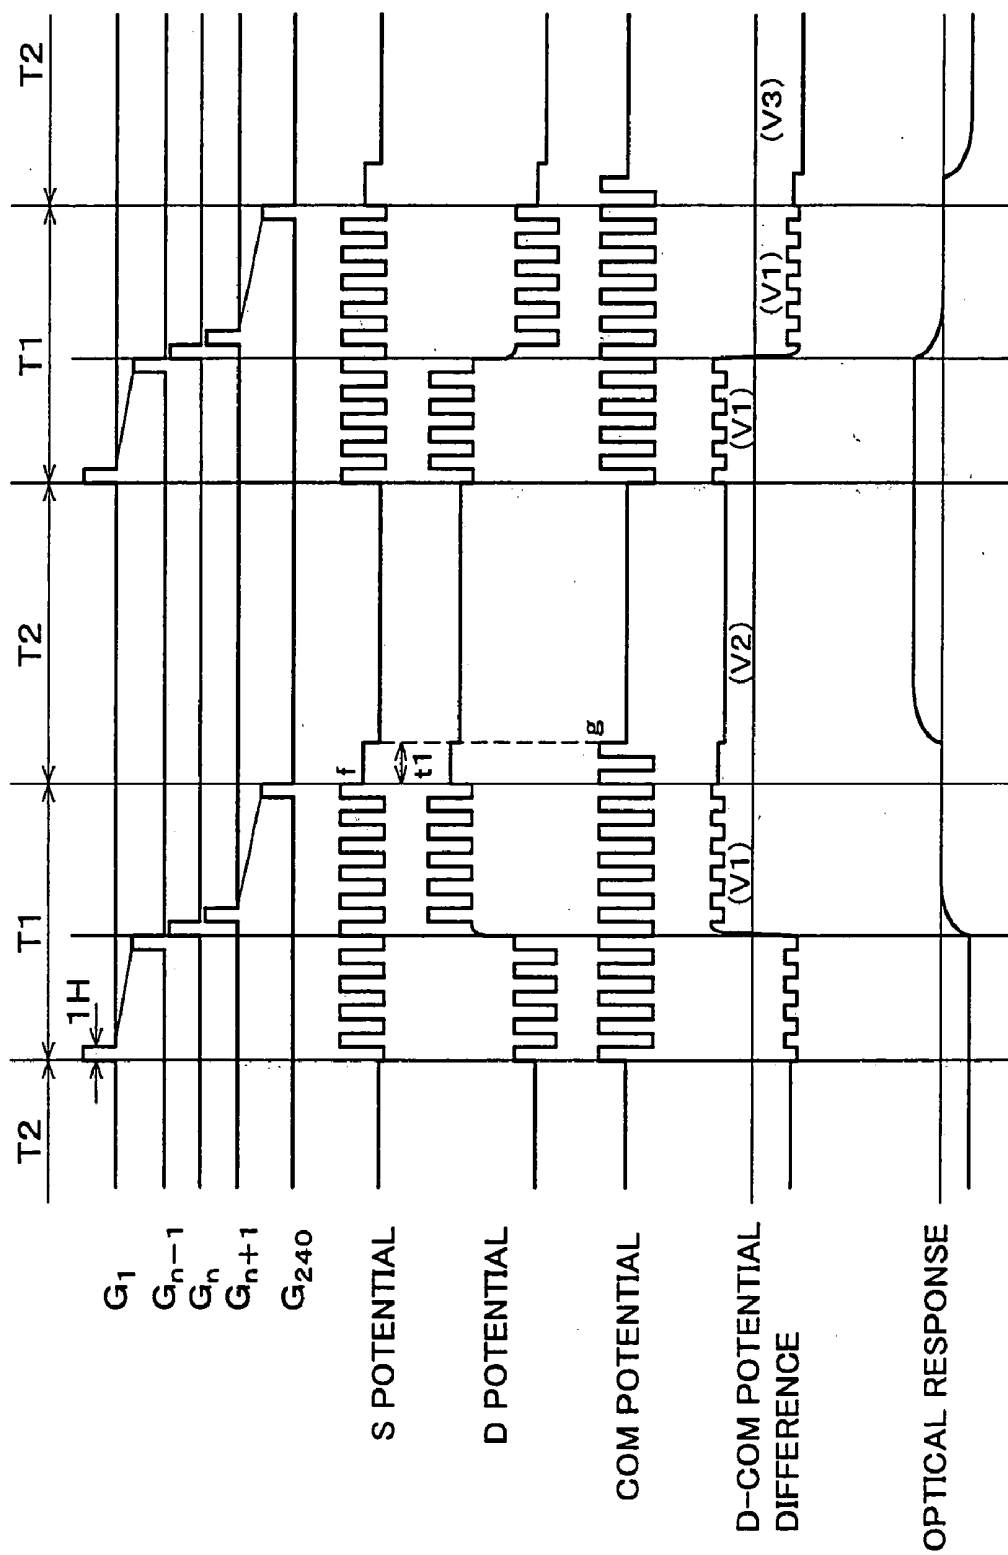 T2
T1
T2
T1
T2
1H
G1
Gn−1
Gn
Gn+1
G240
S POTENTIAL
f
t1
D POTENTIAL
COM POTENTIAL
g
D−COM POTENTIAL
DIFFERENCE
(V1)
(V2)
(V1)
(V1)
(V3)
OPTICAL RESPONSE